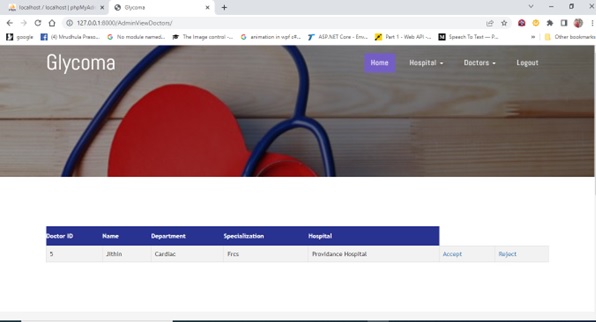 localhost / localhost | phpMyAd
Glycoma
127.0.0.1:8000/AdminViewDoctors/
google
(4) Mrudhula Praso...
No module named...
The Image control -...
animation in wpf c#...
ASP.NET Core - Env...
Part 1 - Web API -...
Speech To Text — P...
Other bookmarks
Glycoma
Home Hospital Doctors Logout
Doctor ID Name Department Specialization Hospital
5 Jithin Cardiac Frcs Providance Hospital Accept Reject